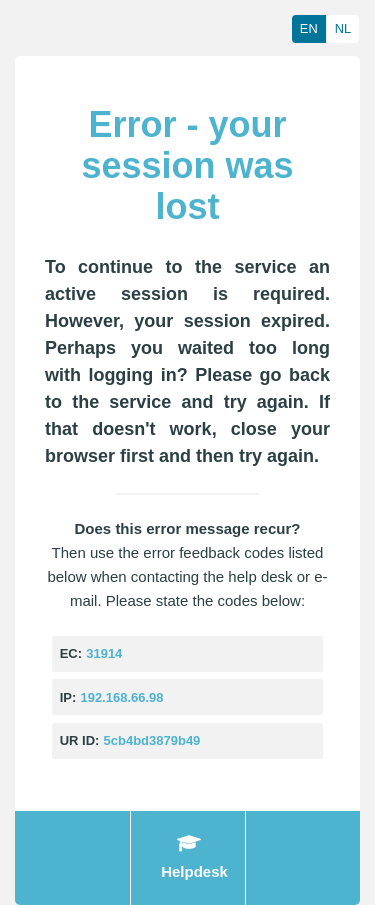 EN NL
Error - your
session was
lost
To continue to the service an
active session is required.
However, your session expired.
Perhaps you waited too long
with logging in? Please go back
to the service and try again. If
that doesn't work, close your
browser first and then try again.
Does this error message recur?
Then use the error feedback codes listed
below when contacting the help desk or e-
mail. Please state the codes below:
EC: 31914
IP: 192.168.66.98
UR ID: 5cb4bd3879b49
Helpdesk